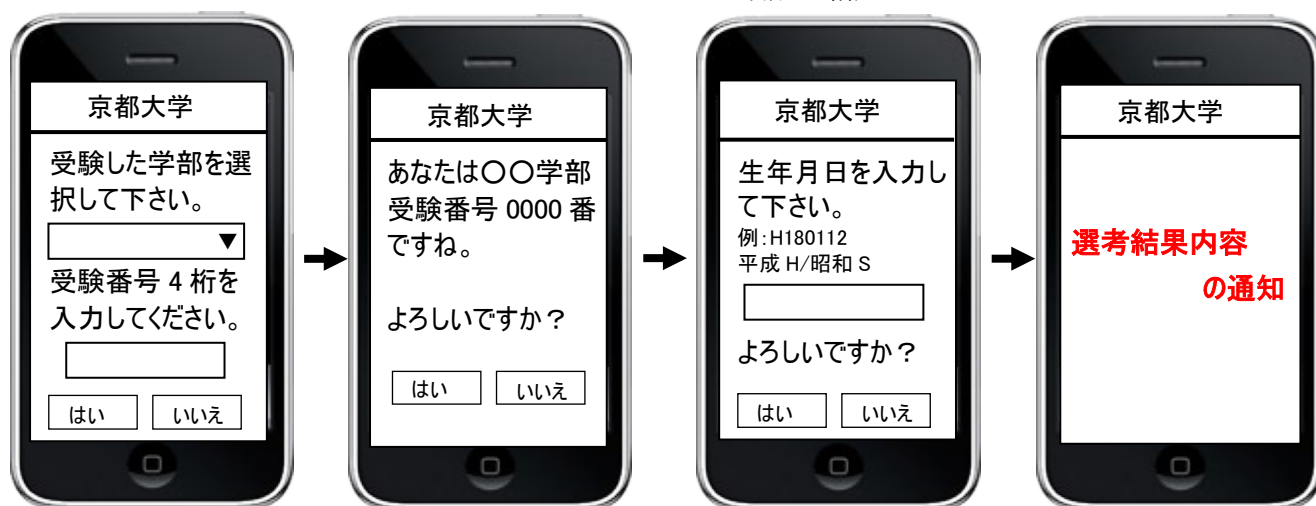 京都大学
受験した学部を選
択して下さい。
▼
受験番号 4 桁を
入力してください。
はい いいえ
京都大学
あなたは〇〇学部
受験番号 0000 番
ですね。
よろしいですか？
はい いいえ
京都大学
生年月日を入力し
て下さい。
例:H180112
平成 H/昭和 S
よろしいですか？
はい いいえ
京都大学
選考結果内容
の通知